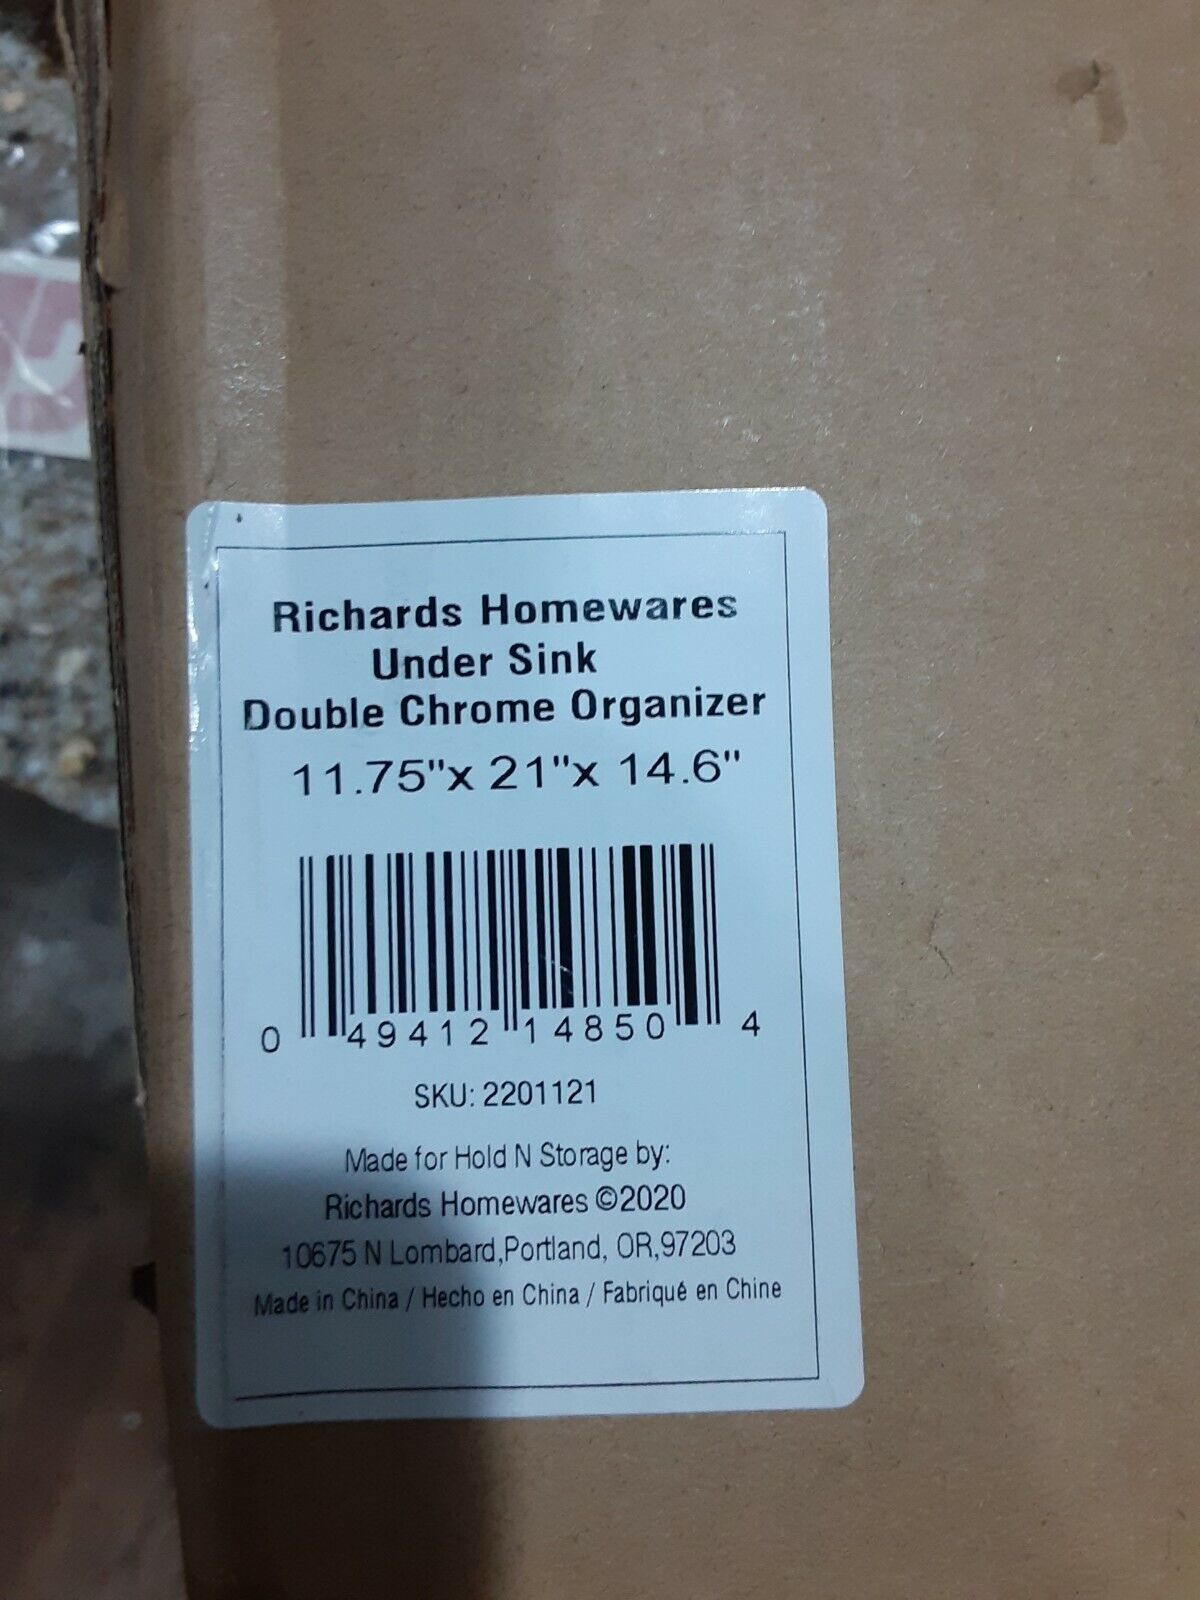 Richards Homewares
Under Sink
Double Chrome Organizer
11.75"x 21"x 14.6"
0 49412 14850 4
SKU: 2201121
Made for Hold N Storage by:
Richards Homewares ©2020
10675 N Lombard,Portland, OR,97203
Made in China / Hecho en China / Fabriqué en Chine